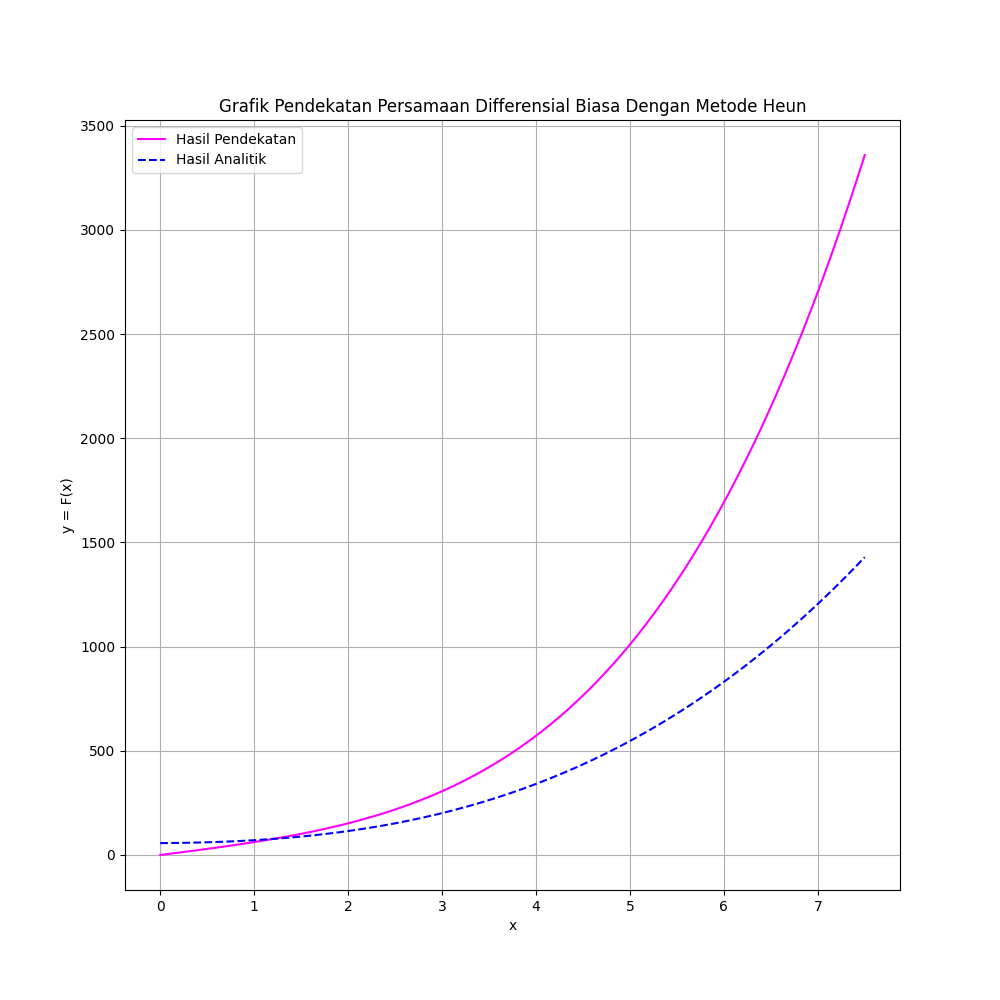 Grafik Pendekatan Persamaan Differensial Biasa Dengan Metode Heun
Hasil Pendekatan
Hasil Analitik
y = F(x)
3500
3000
2500
2000
1500
1000
500
0
0 1 2 3 4 5 6 7
x